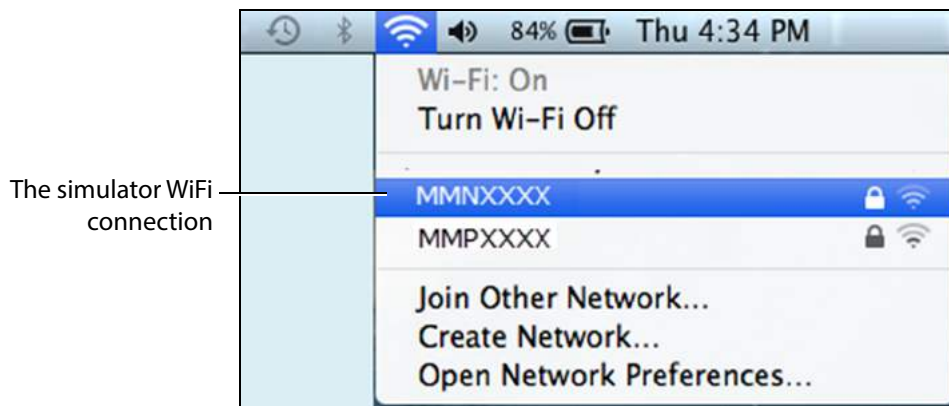 84% Thu 4:34 PM
Wi-Fi: On
Turn Wi-Fi Off
The simulator WiFi
connection
MMNXXXX
MMPXXXX
Join Other Network...
Create Network...
Open Network Preferences...